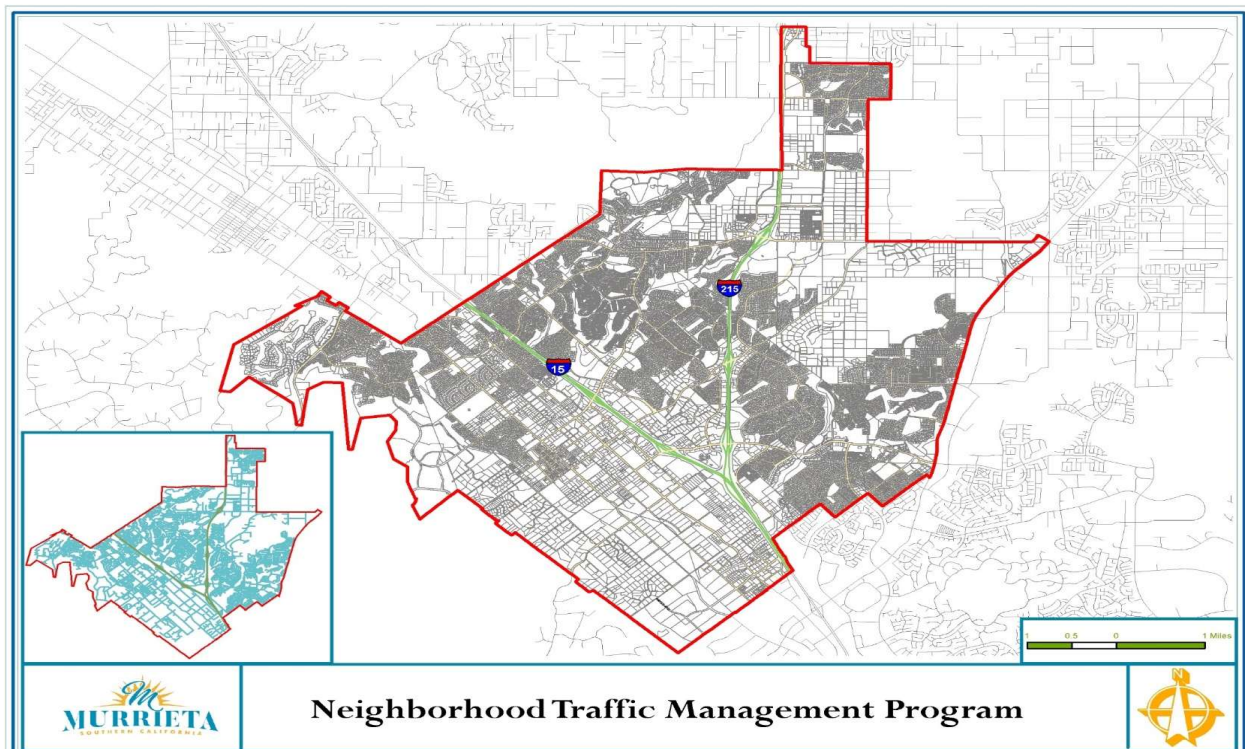 215
15
1 0.5 0 1 Miles
N
M
MURRIETA
SOUTHERN CALIFORNIA
Neighborhood Traffic Management Program